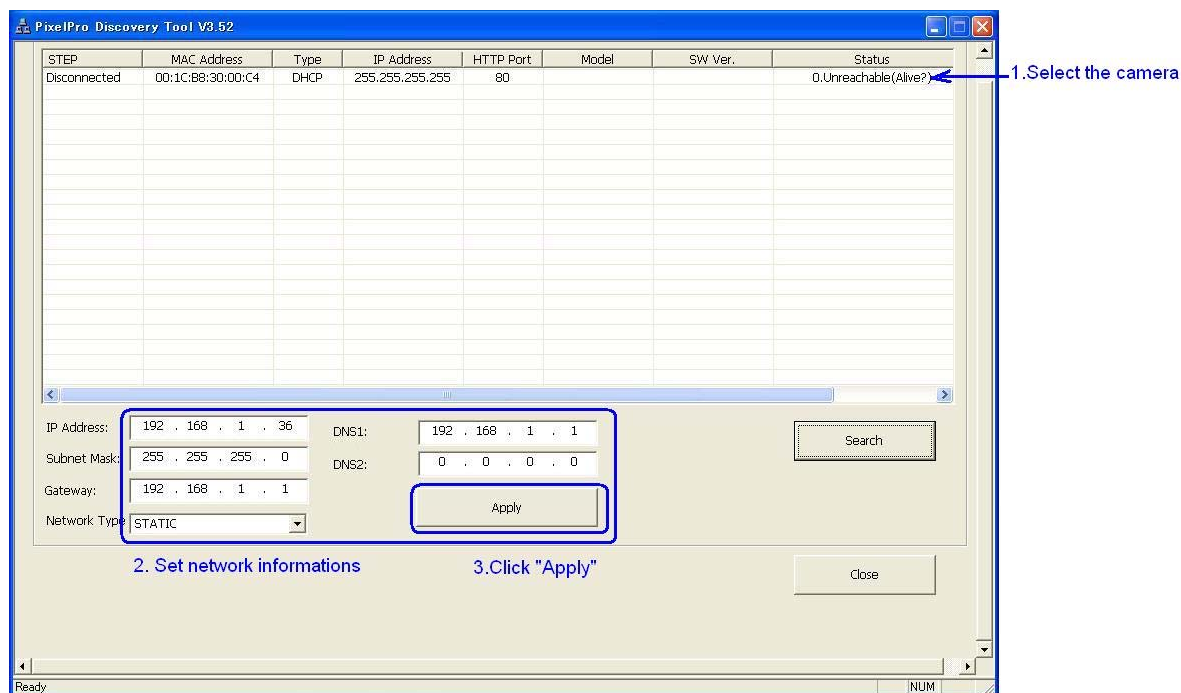 PixelPro Discovery Tool V3.52
STEP MAC Address Type IP Address HTTP Port Model SW Ver. Status
Disconnected 00:1C:B8:30:00:C4 DHCP 255.255.255.255 80 0.Unreachable(Alive?)
1.Select the camera
IP Address: 192 . 168 . 1 . 36 DNS1: 192 . 168 . 1 . 1
Search
Subnet Mask: 255 . 255 . 255 . 0 DNS2: 0 . 0 . 0 . 0
Gateway: 192 . 168 . 1 . 1
Apply
Network Type STATIC
2. Set network informations 3.Click "Apply"
Close
Ready NUM